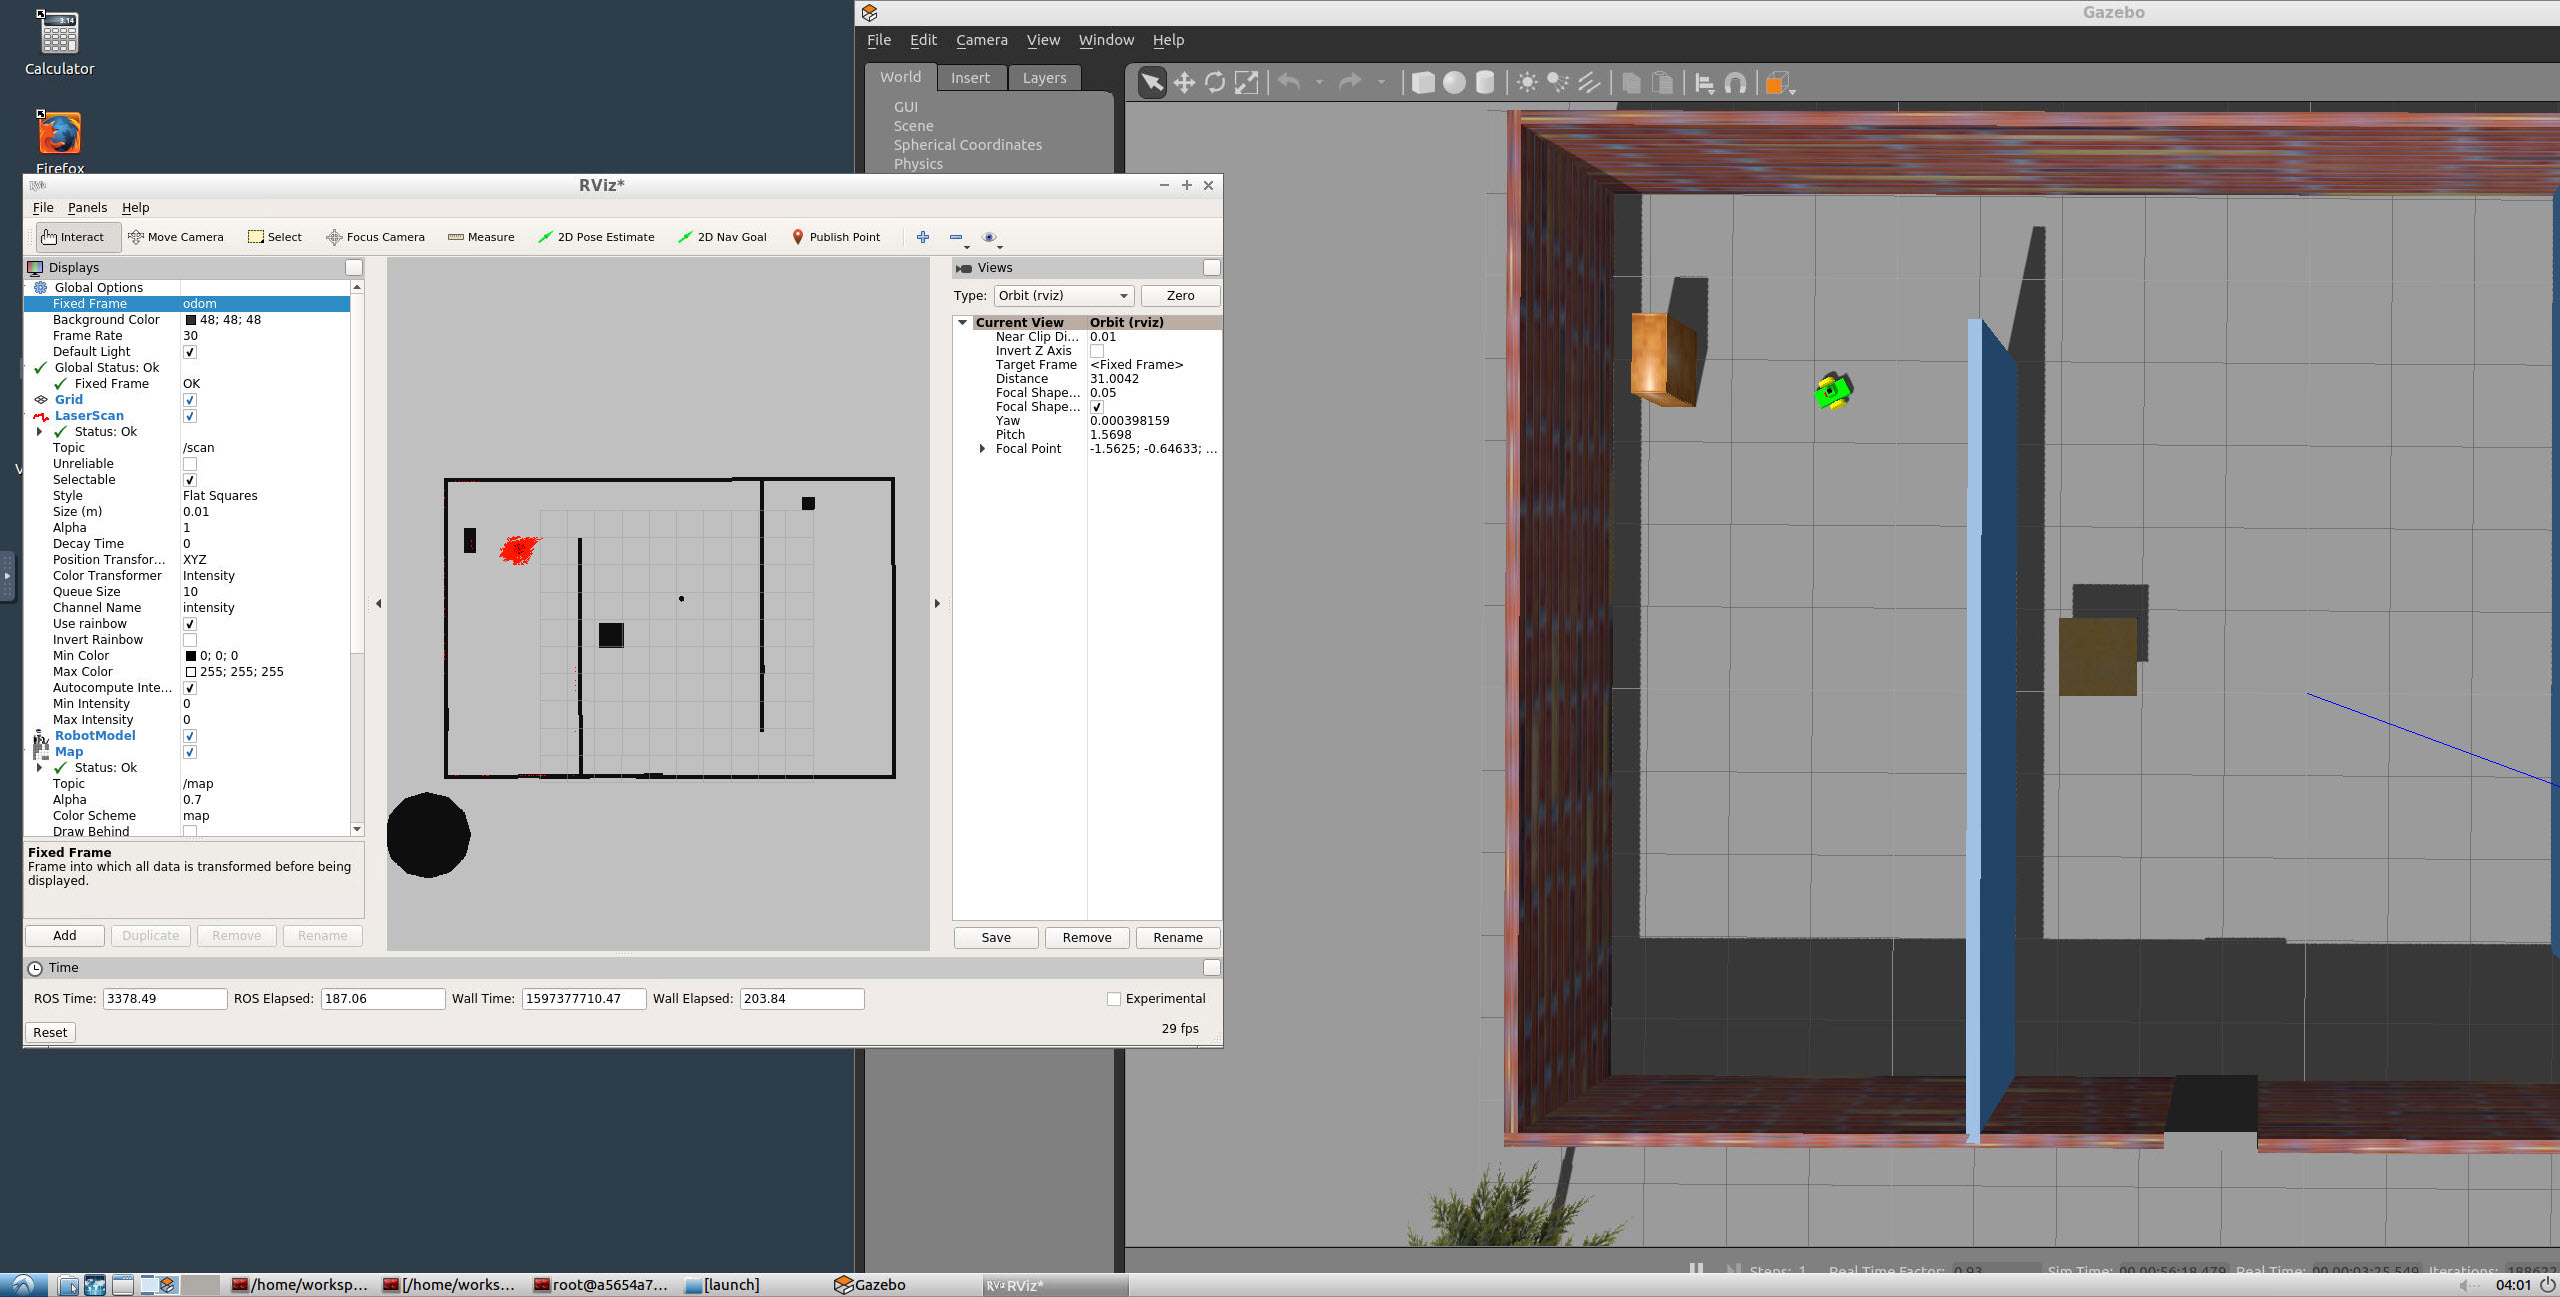 Calculator
Firefox
Gazebo
File Edit Camera View Window Help
World Insert Layers
GUI
Scene
Spherical Coordinates
Physics
RViz*
File Panels Help
Interact Move Camera Select Focus Camera Measure 2D Pose Estimate 2D Nav Goal Publish Point
Displays
Global Options
Fixed Frame odom
Background Color 48; 48; 48
Frame Rate 30
Default Light
Global Status: Ok
Fixed Frame OK
Grid
LaserScan
Status: Ok
Topic /scan
Unreliable
Selectable
Style Flat Squares
Size (m) 0.01
Alpha 1
Decay Time 0
Position Transfor... XYZ
Color Transformer Intensity
Queue Size 10
Channel Name intensity
Use rainbow
Invert Rainbow
Min Color 0; 0; 0
Max Color 255; 255; 255
Autocompute Inte...
Min Intensity 0
Max Intensity 0
RobotModel
Map
Status: Ok
Topic /map
Alpha 0.7
Color Scheme map
Draw Behind
Fixed Frame
Frame into which all data is transformed before being
displayed.
Add Duplicate Remove Rename
Views
Type: Orbit (rviz) Zero
Current View Orbit (rviz)
Near Clip Di... 0.01
Invert Z Axis
Target Frame <Fixed Frame>
Distance 31.0042
Focal Shape... 0.05
Focal Shape...
Yaw 0.000398159
Pitch 1.5698
Focal Point -1.5625; -0.64633; ...
Save Remove Rename
Time
ROS Time: 3378.49 ROS Elapsed: 187.06 Wall Time: 1597377710.47 Wall Elapsed: 203.84 Experimental
Reset 29 fps
Steps: 1 Real Time Factor: 0.93 Sim Time: 00:00:56:18.479 Real Time: 00:00:03:25.549 Iterations: 188622
/home/worksp... [/home/works... root@a5654a7... [launch] Gazebo RViz* 04:01